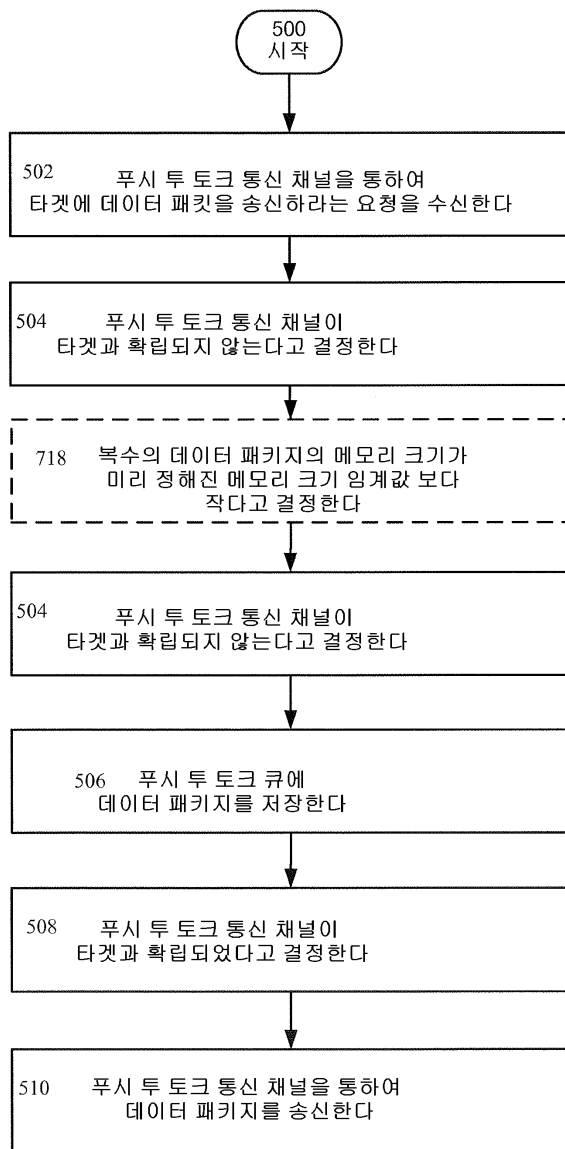 500
시작
502 푸시 투 토크 통신 채널을 통하여
타겟에 데이터 패킷을 송신하라는 요청을 수신한다
504 푸시 투 토크 통신 채널이
타겟과 확립되지 않는다고 결정한다
718 복수의 데이터 패키지의 메모리 크기가
미리 정해진 메모리 크기 임계값 보다
작다고 결정한다
504 푸시 투 토크 통신 채널이
타겟과 확립되지 않는다고 결정한다
506 푸시 투 토크 큐에
데이터 패키지를 저장한다
508 푸시 투 토크 통신 채널이
타겟과 확립되었다고 결정한다
510 푸시 투 토크 통신 채널을 통하여
데이터 패키지를 송신한다